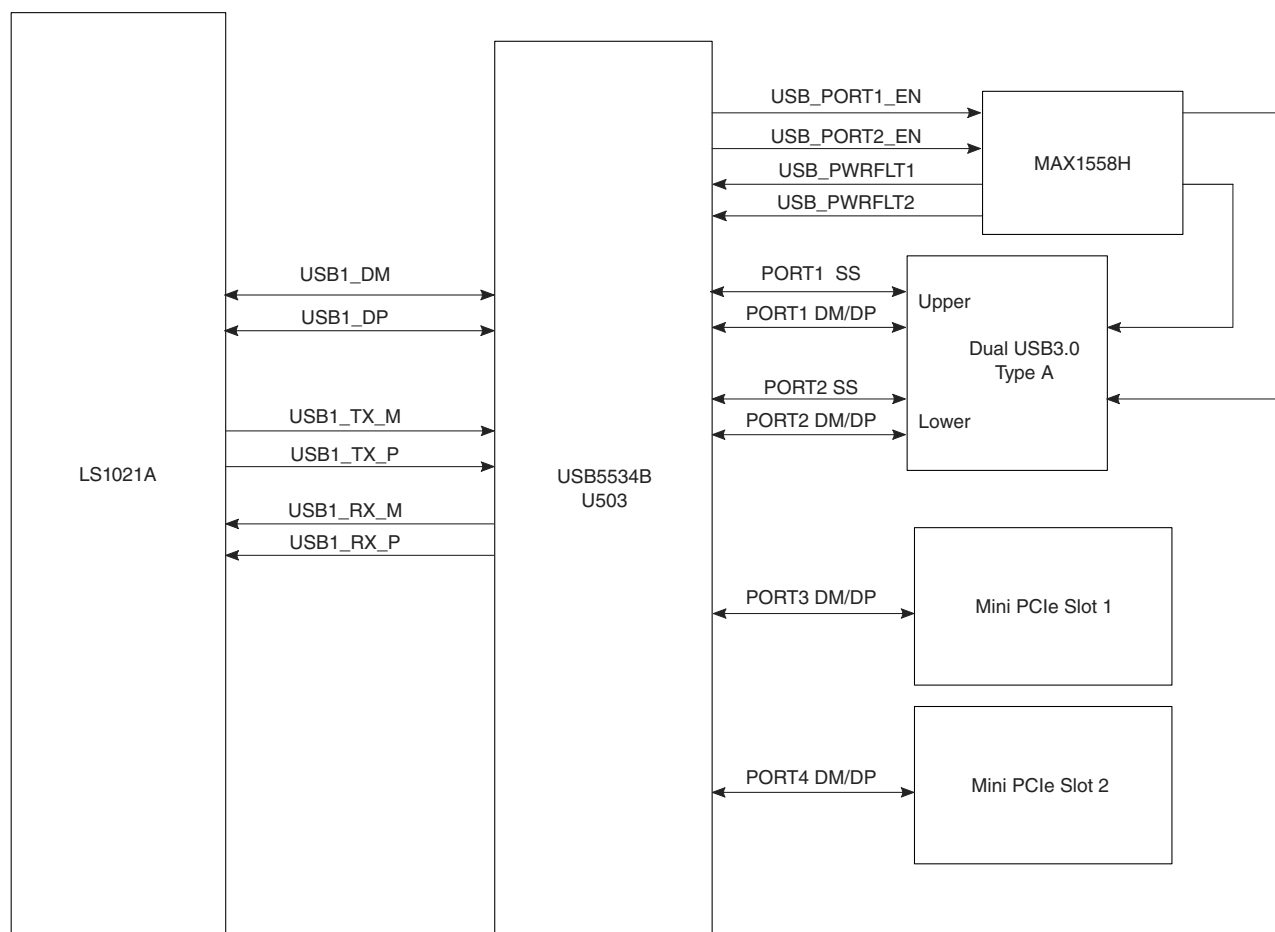 USB_PORT1_EN
USB_PORT2_EN
USB_PWRFLT1
USB_PWRFLT2
MAX1558H
USB1_DM
USB1_DP
PORT1 SS
PORT1 DM/DP
PORT2 SS
PORT2 DM/DP
Upper
Dual USB3.0
Type A
Lower
USB1_TX_M
USB1_TX_P
USB1_RX_M
USB1_RX_P
LS1021A
USB5534B
U503
PORT3 DM/DP
Mini PCIe Slot 1
PORT4 DM/DP
Mini PCIe Slot 2